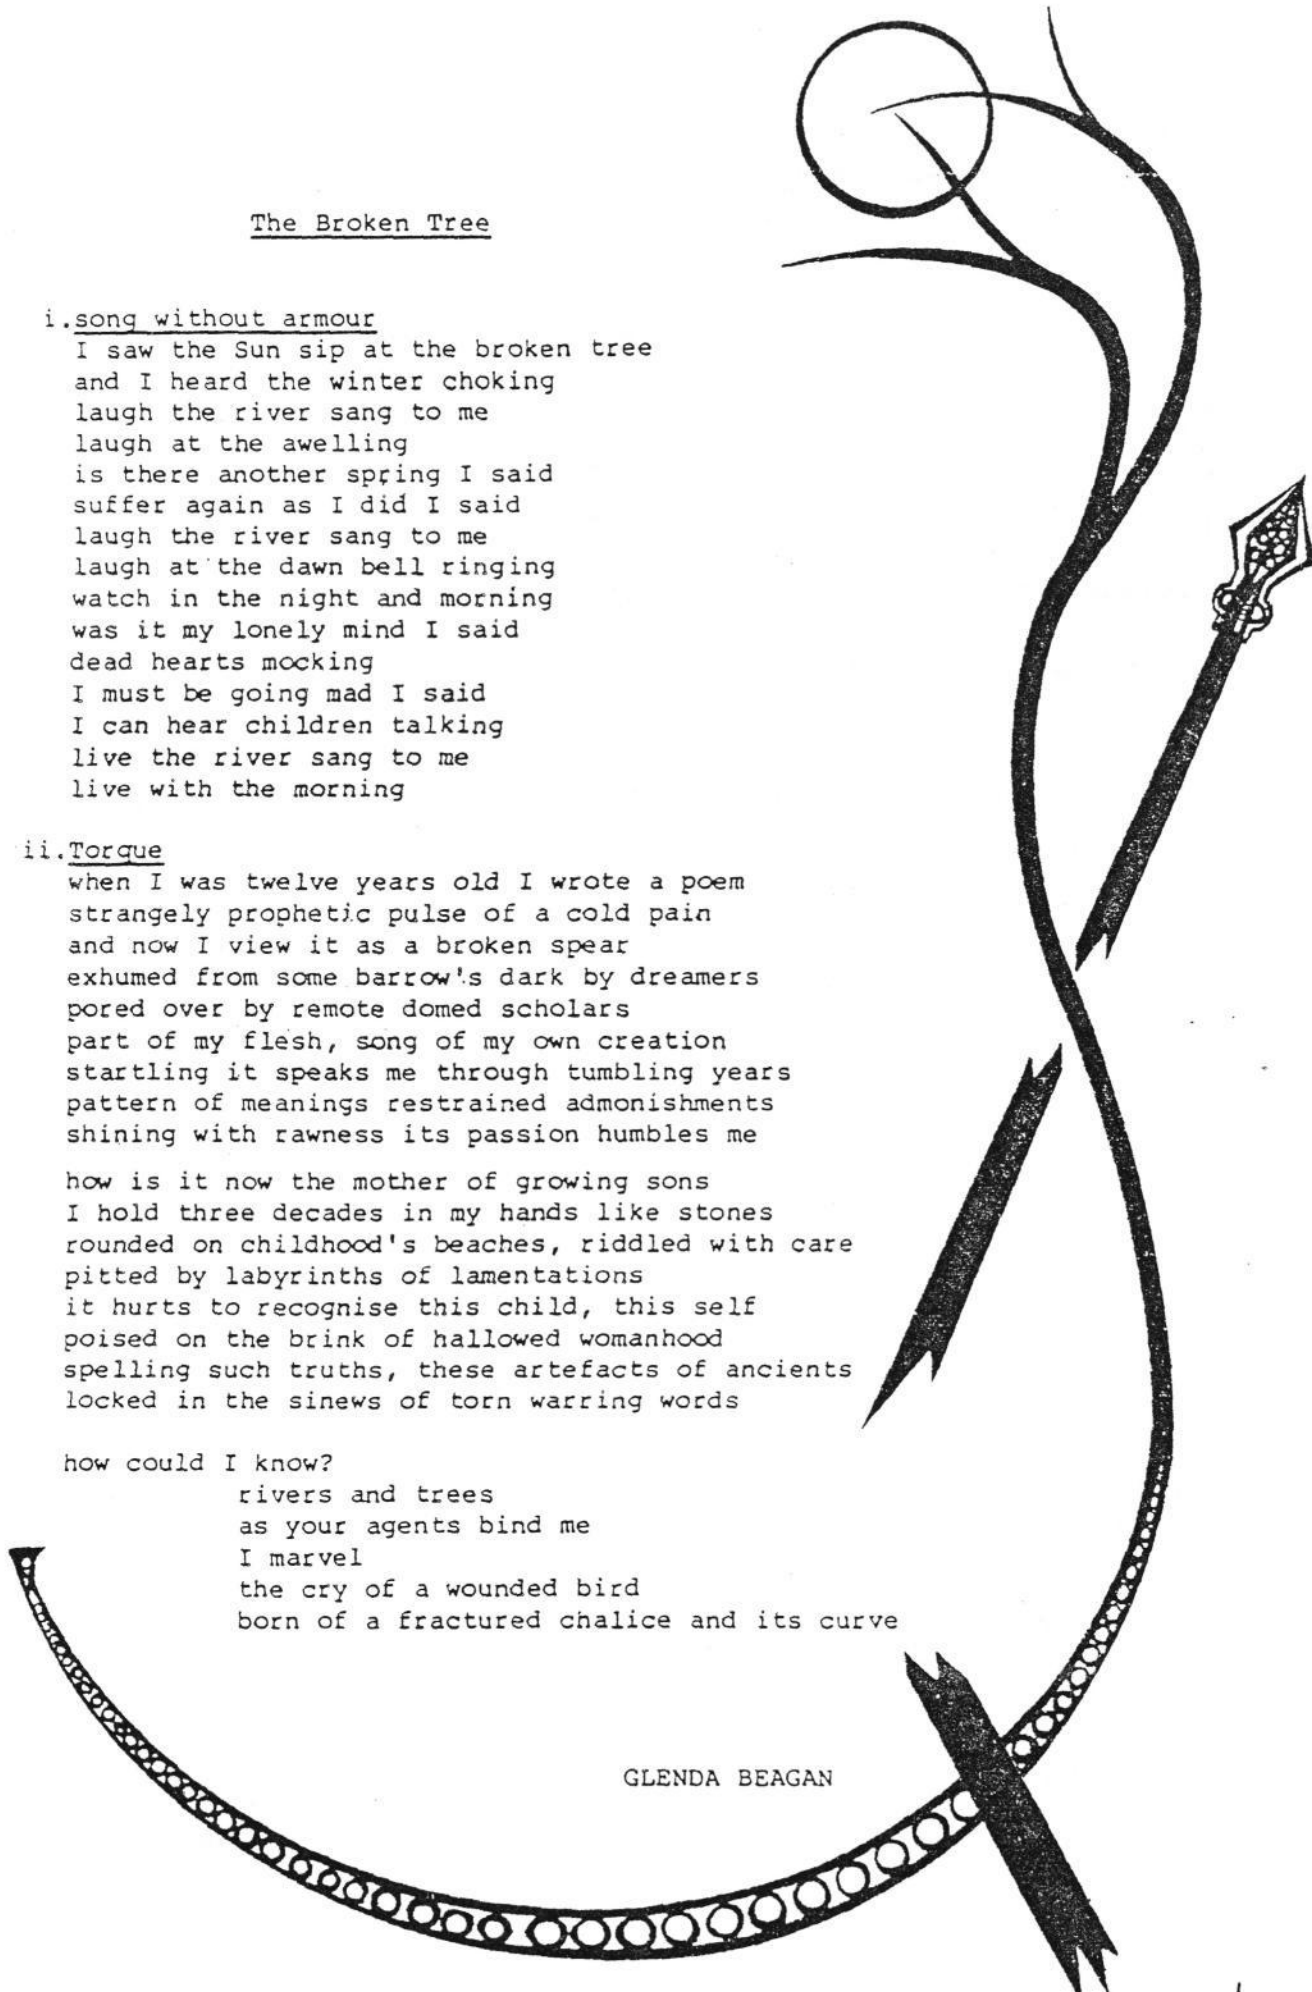 The Broken Tree
i.song without armour
I saw the Sun sip at the broken tree
and I heard the winter choking
laugh the river sang to me
laugh at the awelling
is there another spring I said
suffer again as I did I said
laugh the river sang to me
laugh at the dawn bell ringing
watch in the night and morning
was it my lonely mind I said
dead hearts mocking
I must be going mad I said
I can hear children talking
live the river sang to me
live with the morning
ii.Torque
when I was twelve years old I wrote a poem
strangely prophetic pulse of a cold pain
and now I view it as a broken spear
exhumed from some barrow's dark by dreamers
pored over by remote domed scholars
part of my flesh, song of my own creation
startling it speaks me through tumbling years
pattern of meanings restrained admonishments
shining with rawness its passion humbles me
how is it now the mother of growing sons
I hold three decades in my hands like stones
rounded on childhood's beaches, riddled with care
pitted by labyrinths of lamentations
it hurts to recognise this child, this self
poised on the brink of hallowed womanhood
spelling such truths, these artefacts of ancients
locked in the sinews of torn warring words
how could I know?
rivers and trees
as your agents bind me
I marvel
the cry of a wounded bird
born of a fractured chalice and its curve
GLENDA BEAGAN